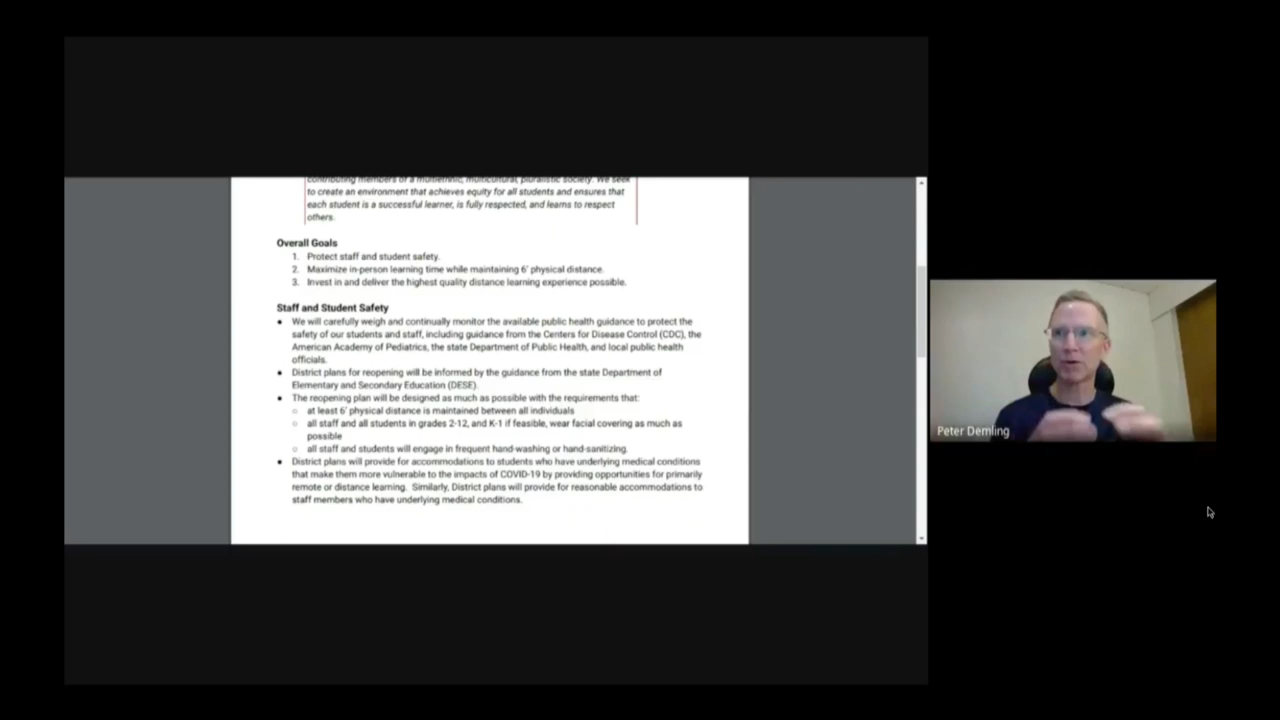 contributing members of a multiethnic, multicultural, pluralistic society. We seek
to create an environment that achieves equity for all students and ensures that
each student is a successful learner, is fully respected, and learns to respect
others.
Overall Goals
1. Protect staff and student safety.
2. Maximize in-person learning time while maintaining 6' physical distance.
3. Invest in and deliver the highest quality distance learning experience possible.
Staff and Student Safety
● We will carefully weigh and continually monitor the available public health guidance to protect the
safety of our students and staff, including guidance from the Centers for Disease Control (CDC), the
American Academy of Pediatrics, the state Department of Public Health, and local public health
officials.
● District plans for reopening will be informed by the guidance from the state Department of
Elementary and Secondary Education (DESE).
● The reopening plan will be designed as much as possible with the requirements that:
○ at least 6' physical distance is maintained between all individuals
○ all staff and all students in grades 2-12, and K-1 if feasible, wear facial covering as much as
possible
○ all staff and students will engage in frequent hand-washing or hand-sanitizing.
● District plans will provide for accommodations to students who have underlying medical conditions
that make them more vulnerable to the impacts of COVID-19 by providing opportunities for primarily
remote or distance learning. Similarly, District plans will provide for reasonable accommodations to
staff members who have underlying medical conditions.
Peter Demling